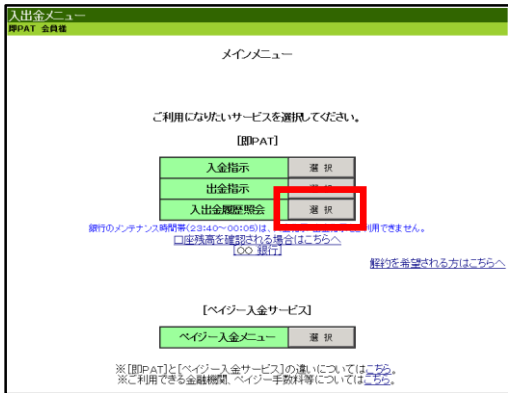 入出金メニュー
即PAT 会員様
メインメニュー
ご利用になりたいサービスを選択してください。
[即PAT]
入金指示 選 択
出金指示 選 択
入出金履歴照会 選 択
銀行のメンテナンス時間帯(23:40～00:05)は、 利用できません。
口座残高を確認される場合はこちらへ
[○○ 銀行]
解約を希望される方はこちらへ
[ペイジー入金サービス]
ペイジー入金メニュー 選 択
※[即PAT]と[ペイジー入金サービス]の違いについてはこちら。
※ご利用できる金融機関、ペイジー手数料等についてはこちら。